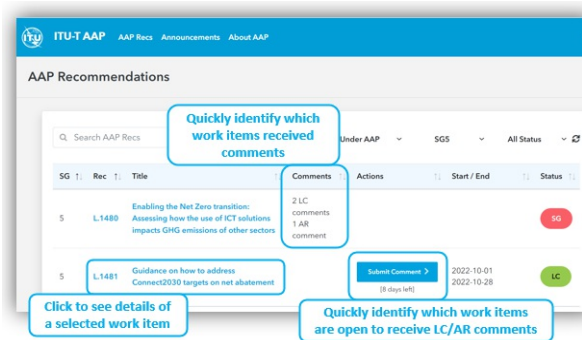 ITU
ITU-T AAP AAP Recs Announcements About AAP
AAP Recommendations
Quickly identify which
work items received
comments
Search AAP Recs Under AAP SG5 All Status
SG Rec Title Comments Actions Start / End Status
5 L.1480 Enabling the Net Zero transition:
Assessing how the use of ICT solutions
impacts GHG emissions of other sectors
2 LC
comments
1 AR
comment
SG
5 L.1481 Guidance on how to address
Connect2030 targets on net abatement
Submit Comment >
[8 days left]
2022-10-01
2022-10-28
LC
Click to see details of
a selected work item
Quickly identify which work items
are open to receive LC/AR comments